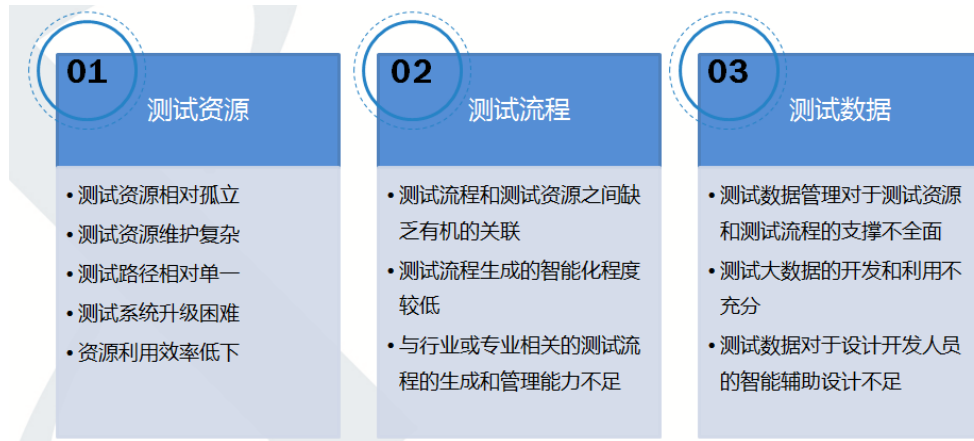 01
测试资源
• 测试资源相对孤立
• 测试资源维护复杂
• 测试路径相对单一
• 测试系统升级困难
• 资源利用效率低下
02
测试流程
• 测试流程和测试资源之间缺
乏有机的关联
• 测试流程生成的智能化程度
较低
• 与行业或专业相关的测试流
程的生成和管理能力不足
03
测试数据
• 测试数据管理对于测试资源
和测试流程的支撑不全面
• 测试大数据的开发和利用不
充分
• 测试数据对于设计开发人员
的智能辅助设计不足